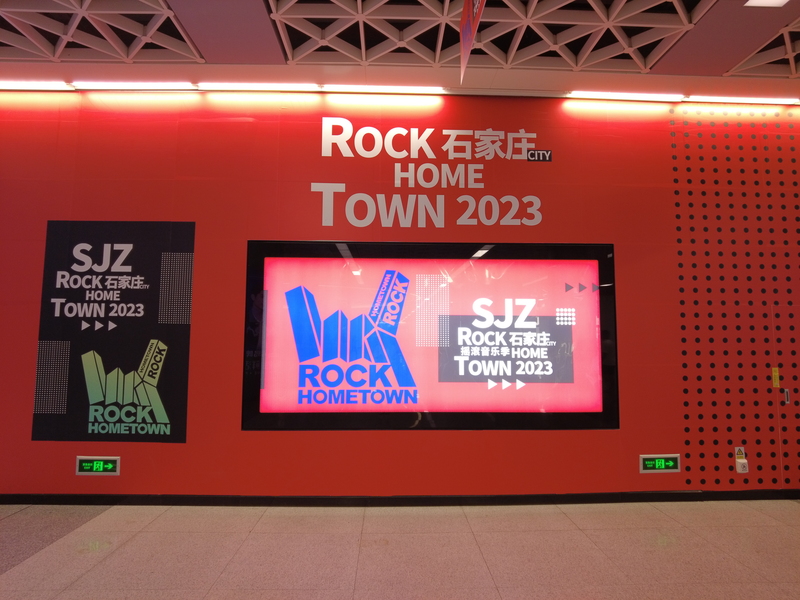 ROCK 石家庄 CITY
HOME
TOWN 2023
SJZ
ROCK 石家庄 CITY
HOME
TOWN 2023
HOMETOWN
ROCK
ROCK
HOMETOWN
HOMETOWN
ROCK
ROCK
HOMETOWN
SJZ
ROCK 石家庄 CITY
摇滚音乐季 HOME
TOWN 2023